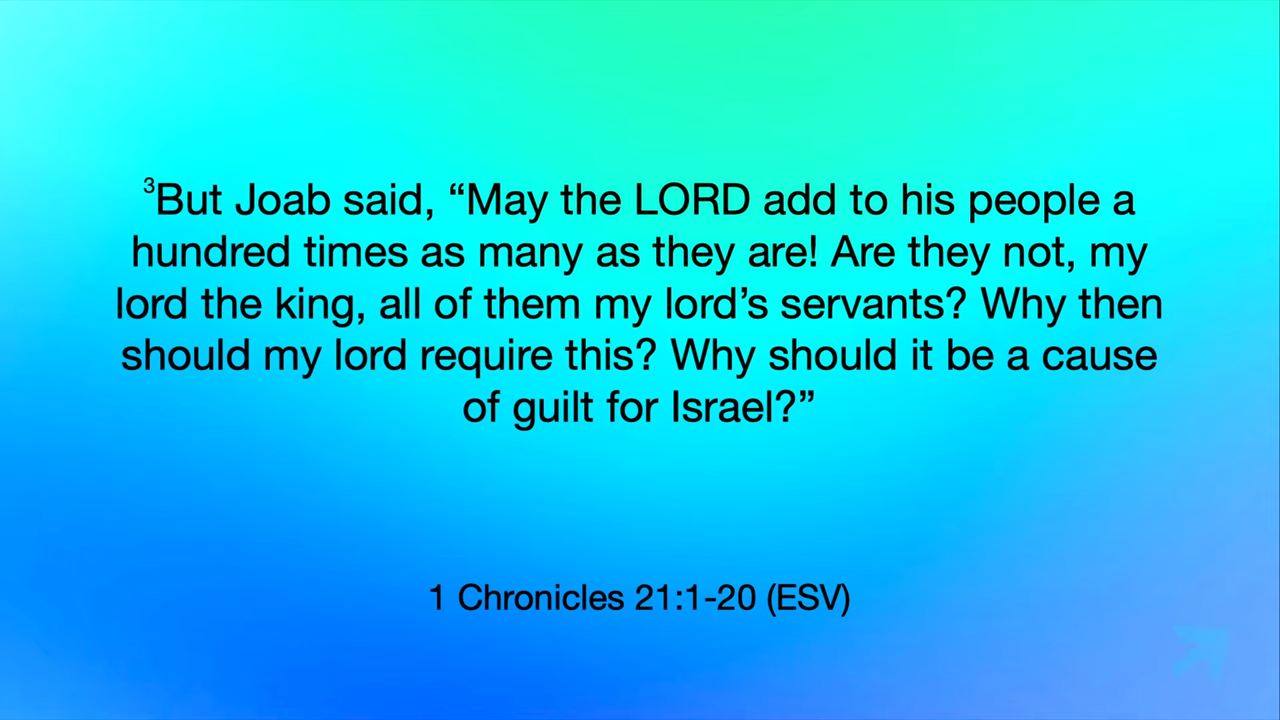 ³But Joab said, “May the LORD add to his people a
hundred times as many as they are! Are they not, my
lord the king, all of them my lord’s servants? Why then
should my lord require this? Why should it be a cause
of guilt for Israel?”
1 Chronicles 21:1-20 (ESV)